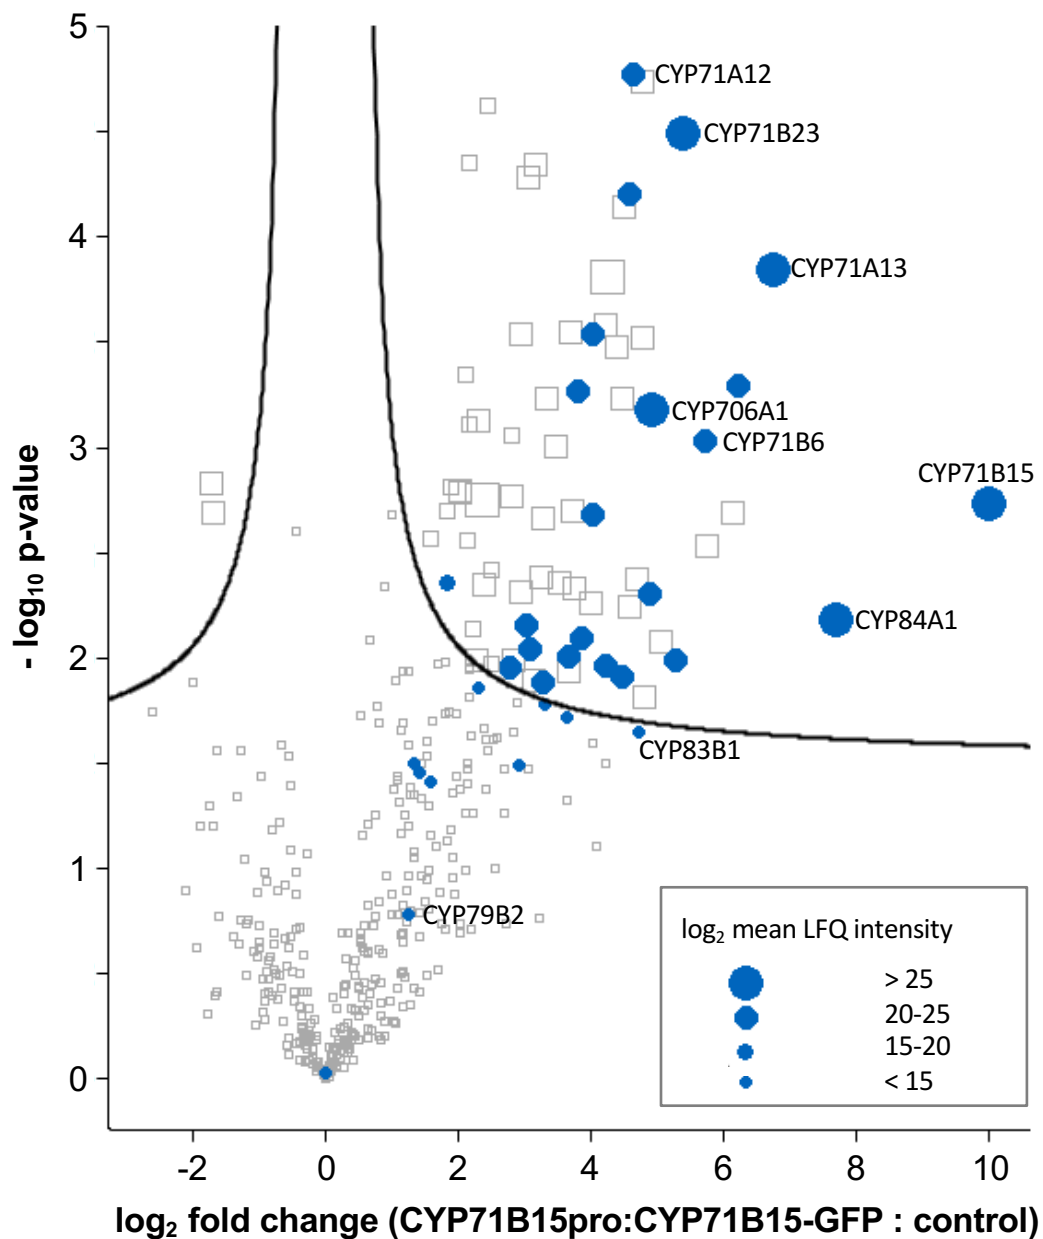 5
4
3
2
1
0
- log₁₀ p-value
CYP71A12
CYP71B23
CYP71A13
CYP706A1
CYP71B6
CYP71B15
CYP84A1
CYP83B1
CYP79B2
log₂ mean LFQ intensity
> 25
20-25
15-20
< 15
-2 0 2 4 6 8 10
log₂ fold change (CYP71B15pro:CYP71B15-GFP : control)